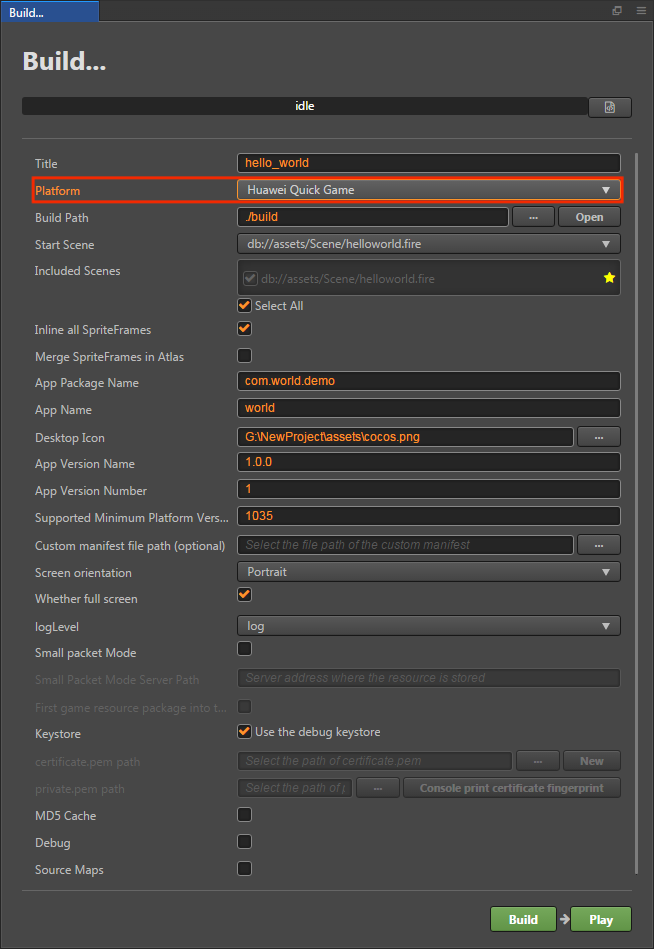 Build...
Build...
idle
Title hello_world
Platform Huawei Quick Game
Build Path ./build ... Open
Start Scene db://assets/Scene/helloworld.fire
Included Scenes db://assets/Scene/helloworld.fire
Select All
Inline all SpriteFrames
Merge SpriteFrames in Atlas
App Package Name com.world.demo
App Name world
Desktop Icon G:\NewProject\assets\cocos.png ...
App Version Name 1.0.0
App Version Number 1
Supported Minimum Platform Vers... 1035
Custom manifest file path (optional) Select the file path of the custom manifest ...
Screen orientation Portrait
Whether full screen
logLevel log
Small packet Mode
Small Packet Mode Server Path Server address where the resource is stored
First game resource package into t...
Keystore Use the debug keystore
certificate.pem path Select the path of certificate.pem ... New
private.pem path Select the path of p ... Console print certificate fingerprint
MD5 Cache
Debug
Source Maps
Build Play